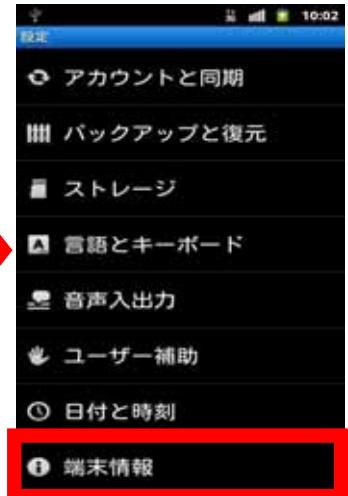 10:02
設定
アカウントと同期
バックアップと復元
ストレージ
言語とキーボード
音声入出力
ユーザー補助
日付と時刻
端末情報